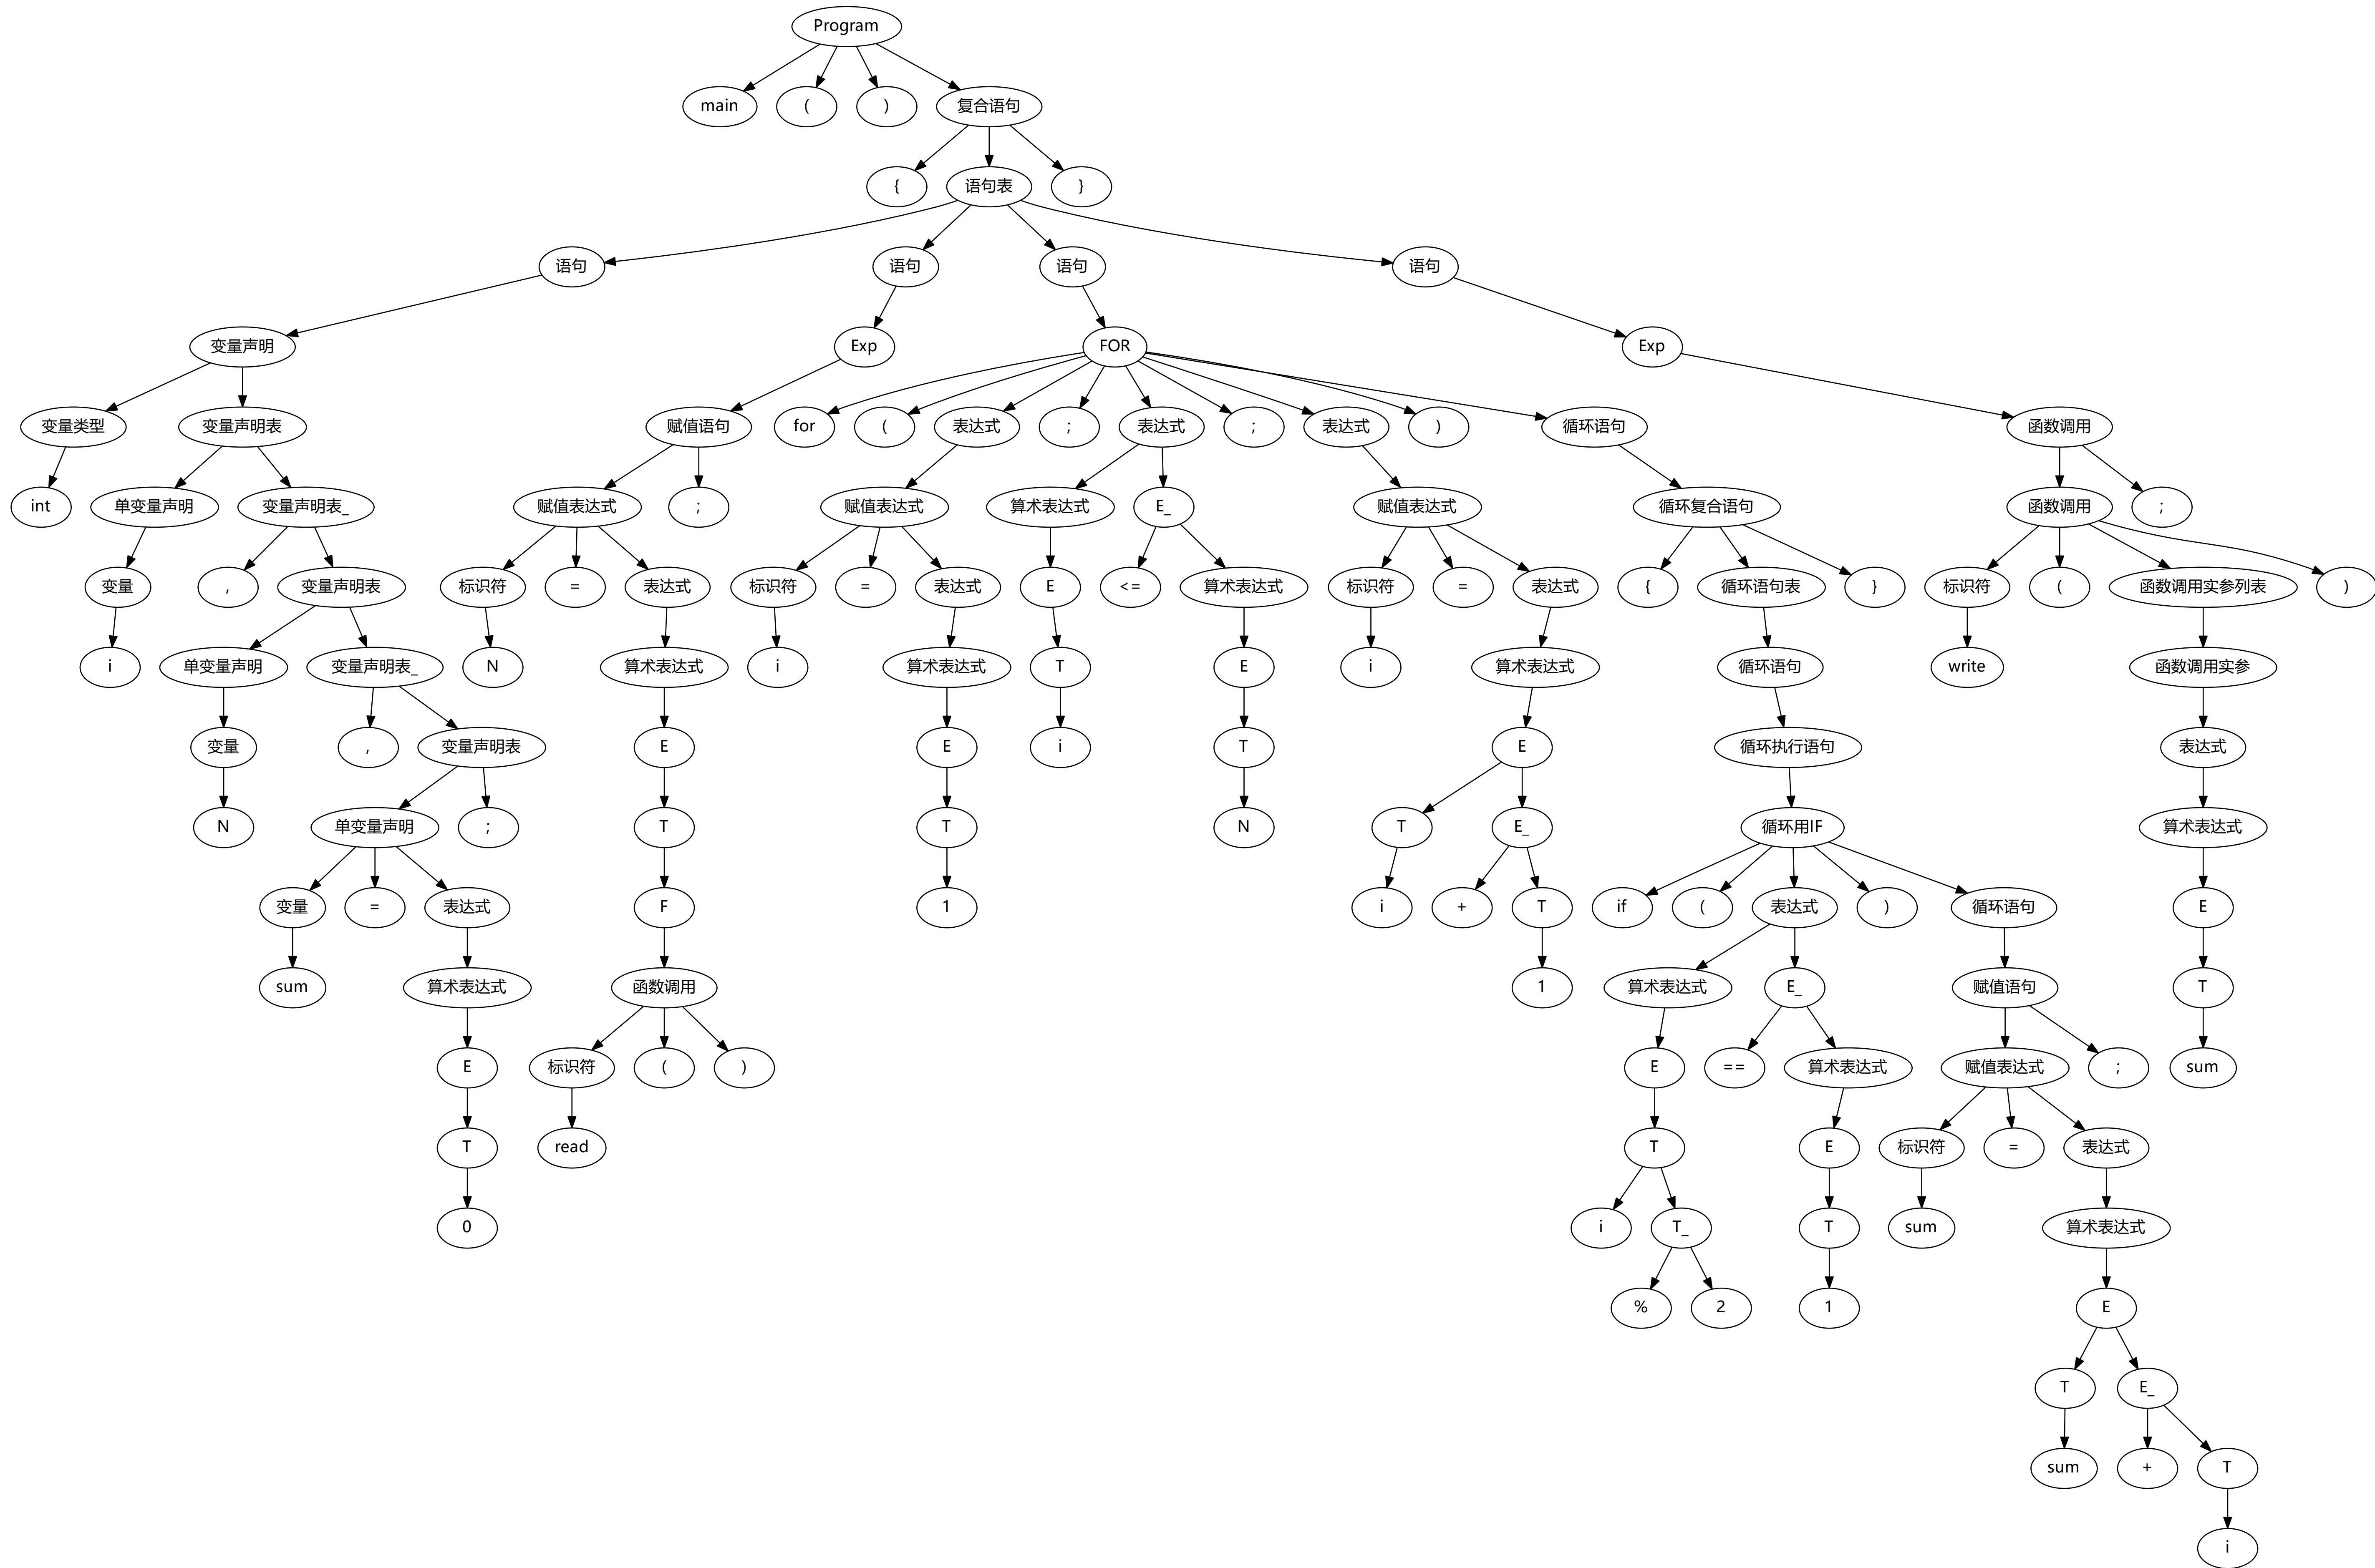 Program
main ( ) 复合语句
{ 语句表 }
语句 语句 语句 语句
变量声明 Exp FOR Exp
变量类型 变量声明表 赋值语句 for ( 表达式 ; 表达式 ; 表达式 ) 循环语句 函数调用
int 单变量声明 变量声明表_ 赋值表达式 ; 赋值表达式 算术表达式 E_ 赋值表达式 循环复合语句 函数调用 ;
变量 , 变量声明表 标识符 = 表达式 标识符 = 表达式 E <= 算术表达式 标识符 = 表达式 { 循环语句表 } 标识符 ( 函数调用实参列表 )
i 单变量声明 变量声明表_ N 算术表达式 i 算术表达式 T E i 算术表达式 循环语句 write 函数调用实参
变量 , 变量声明表 E E i T E 循环执行语句 表达式
N 单变量声明 ; T T N T E_ 循环用IF 算术表达式
变量 = 表达式 F 1 i + T if ( 表达式 ) 循环语句 E
sum 算术表达式 函数调用 1 算术表达式 E_ 赋值语句 T
E 标识符 ( ) E == 算术表达式 赋值表达式 ; sum
T read T E 标识符 = 表达式
0 i T_ T sum 算术表达式
% 2 1 E
T E_
sum + T
i